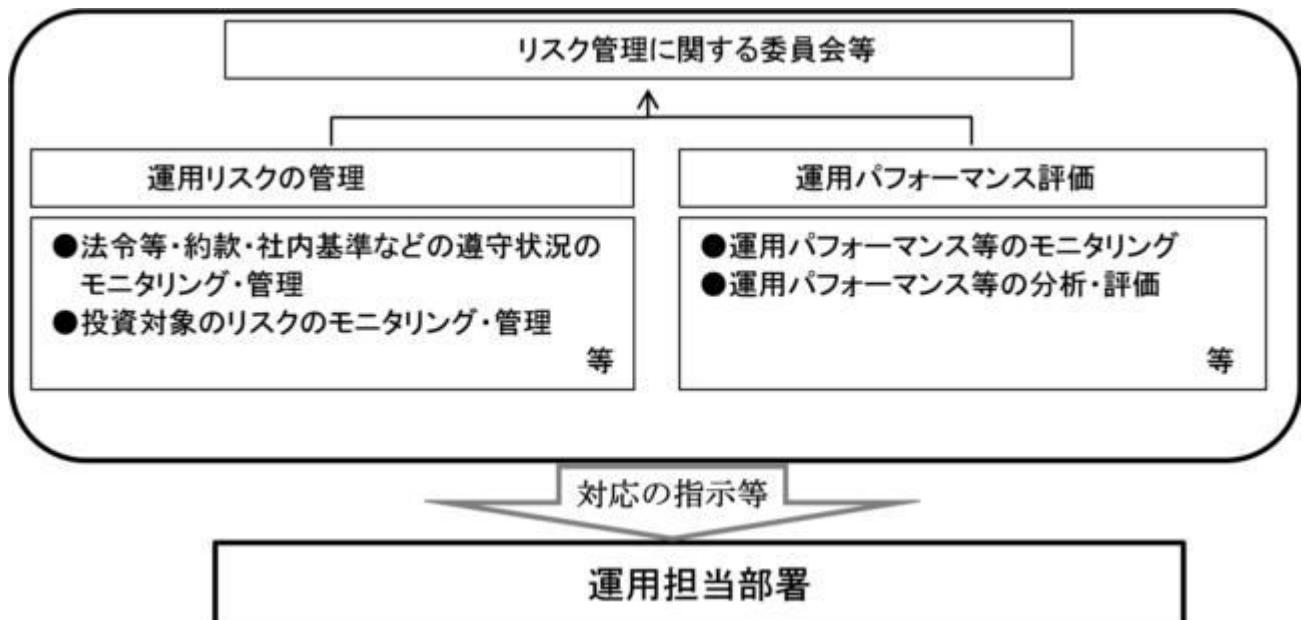 リスク管理に関する委員会等
運用リスクの管理
●法令等・約款・社内基準などの遵守状況の
モニタリング・管理
●投資対象のリスクのモニタリング・管理
等
運用パフォーマンス評価
●運用パフォーマンス等のモニタリング
●運用パフォーマンス等の分析・評価
等
対応の指示等
運用担当部署